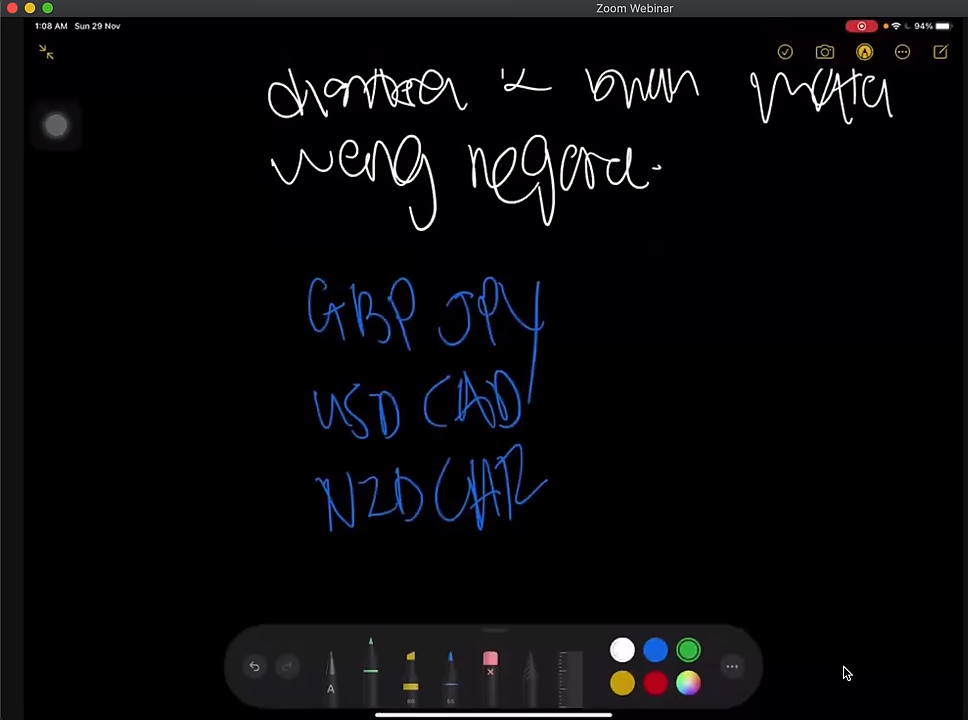 Zoom Webinar
1:08 AM Sun 29 Nov
94%
diantara 2 buah mata
wang negara.
GBP JPY
USD CAD
NZD CHF
A